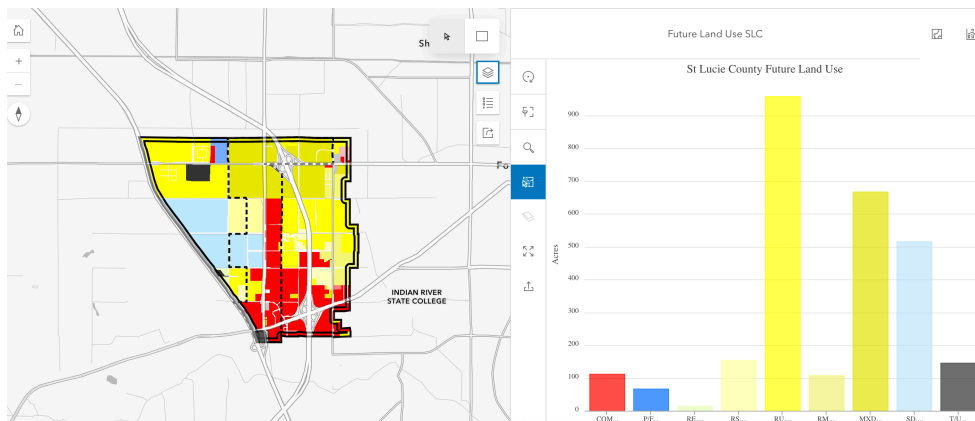 Sh
Fo
INDIAN RIVER
STATE COLLEGE
Future Land Use SLC
St Lucie County Future Land Use
Acres
900
800
700
600
500
400
300
200
100
0
COM... P/F... RE... RS... RU... RM... MXD... SD... T/U...